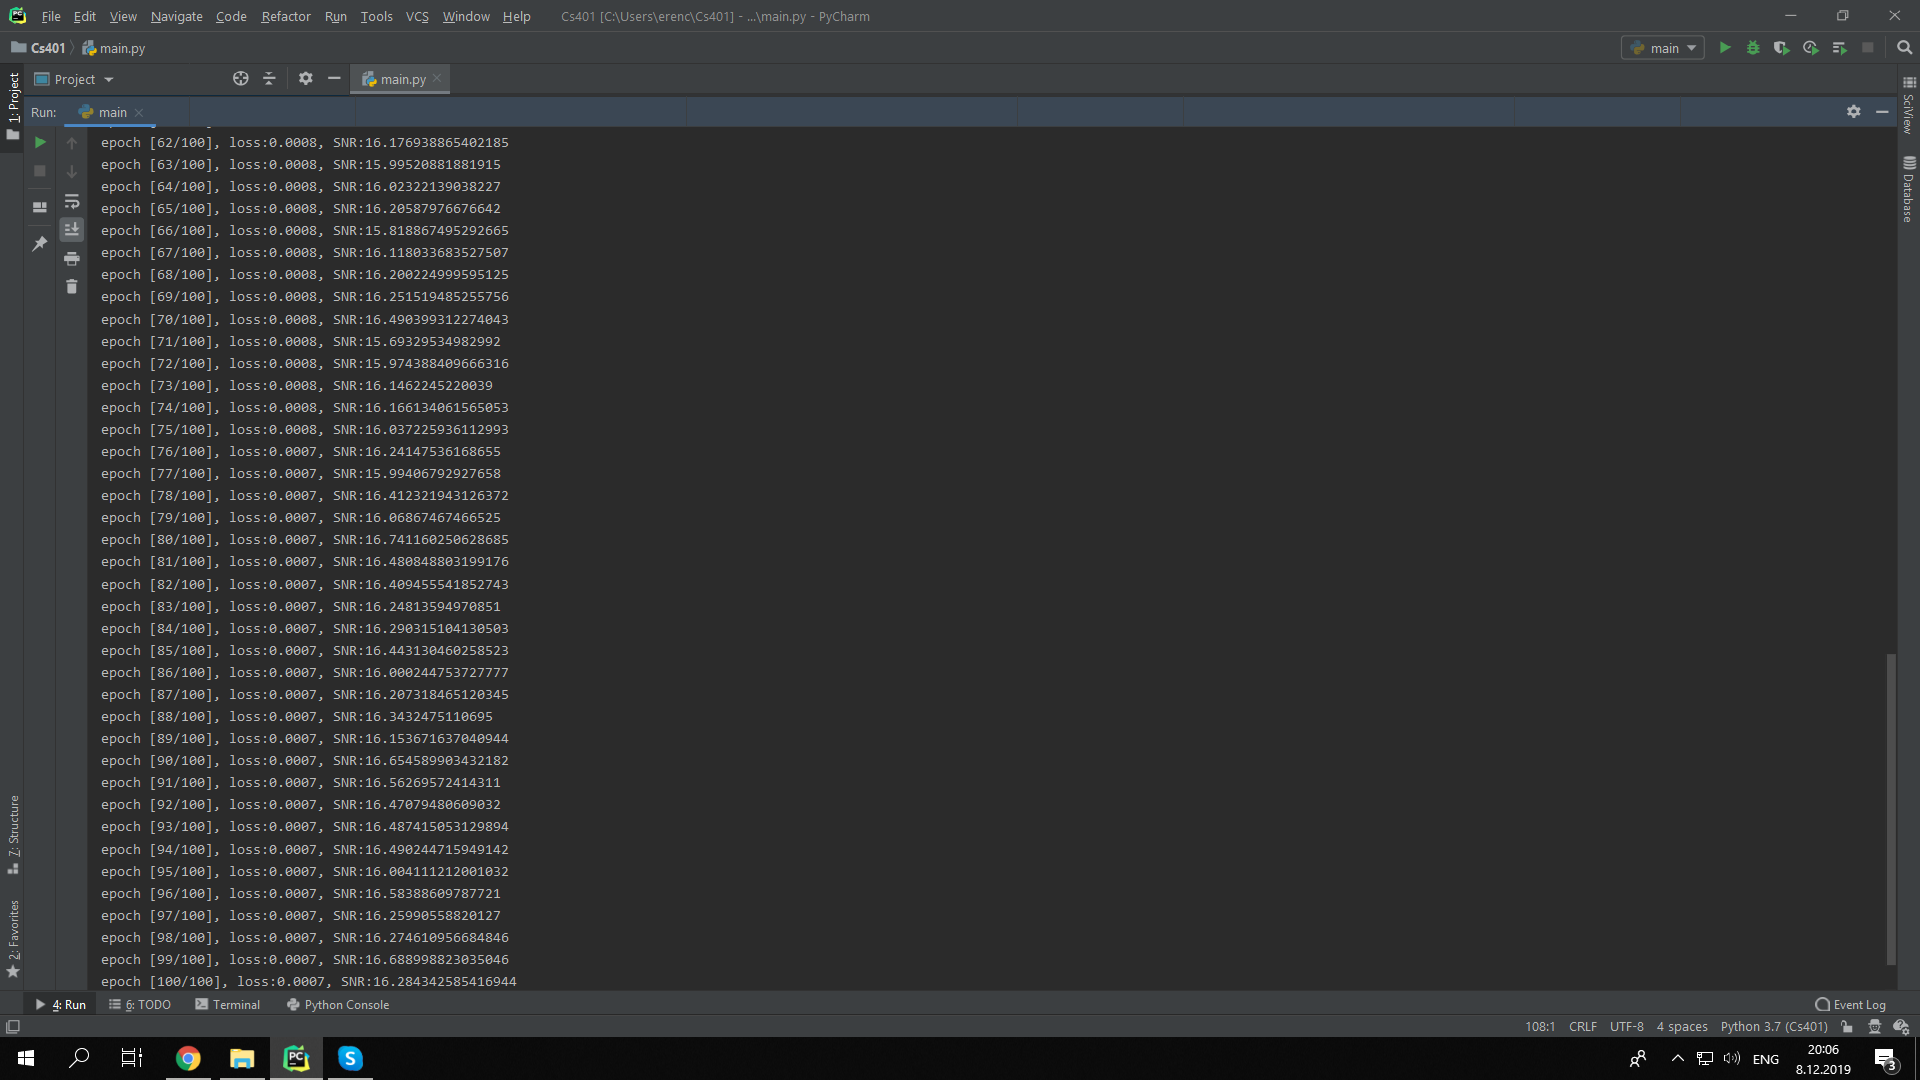 File Edit View Navigate Code Refactor Run Tools VCS Window Help Cs401 [C:\Users\erenc\Cs401] - ...\main.py - PyCharm
Cs401 main.py main
1: Project Project main.py
Run: main
epoch [62/100], loss:0.0008, SNR:16.176938865402185
epoch [63/100], loss:0.0008, SNR:15.99520881881915
epoch [64/100], loss:0.0008, SNR:16.02322139038227
epoch [65/100], loss:0.0008, SNR:16.20587976676642
epoch [66/100], loss:0.0008, SNR:15.818867495292665
epoch [67/100], loss:0.0008, SNR:16.118033683527507
epoch [68/100], loss:0.0008, SNR:16.200224999595125
epoch [69/100], loss:0.0008, SNR:16.251519485255756
epoch [70/100], loss:0.0008, SNR:16.490399312274043
epoch [71/100], loss:0.0008, SNR:15.69329534982992
epoch [72/100], loss:0.0008, SNR:15.974388409666316
epoch [73/100], loss:0.0008, SNR:16.1462245220039
epoch [74/100], loss:0.0008, SNR:16.166134061565053
epoch [75/100], loss:0.0008, SNR:16.037225936112993
epoch [76/100], loss:0.0007, SNR:16.24147536168655
epoch [77/100], loss:0.0007, SNR:15.99406792927658
epoch [78/100], loss:0.0007, SNR:16.412321943126372
epoch [79/100], loss:0.0007, SNR:16.06867467466525
epoch [80/100], loss:0.0007, SNR:16.741160250628685
epoch [81/100], loss:0.0007, SNR:16.480848803199176
epoch [82/100], loss:0.0007, SNR:16.409455541852743
epoch [83/100], loss:0.0007, SNR:16.24813594970851
epoch [84/100], loss:0.0007, SNR:16.290315104130503
epoch [85/100], loss:0.0007, SNR:16.443130460258523
epoch [86/100], loss:0.0007, SNR:16.000244753727777
epoch [87/100], loss:0.0007, SNR:16.207318465120345
epoch [88/100], loss:0.0007, SNR:16.3432475110695
epoch [89/100], loss:0.0007, SNR:16.153671637040944
epoch [90/100], loss:0.0007, SNR:16.654589903432182
epoch [91/100], loss:0.0007, SNR:16.56269572414311
epoch [92/100], loss:0.0007, SNR:16.47079480609032
epoch [93/100], loss:0.0007, SNR:16.487415053129894
epoch [94/100], loss:0.0007, SNR:16.490244715949142
epoch [95/100], loss:0.0007, SNR:16.004111212001032
epoch [96/100], loss:0.0007, SNR:16.58388609787721
epoch [97/100], loss:0.0007, SNR:16.25990558820127
epoch [98/100], loss:0.0007, SNR:16.274610956684846
epoch [99/100], loss:0.0007, SNR:16.688998823035046
epoch [100/100], loss:0.0007, SNR:16.284342585416944
SciView
Database
7: Structure
2: Favorites
4: Run 6: TODO Terminal Python Console Event Log
108:1 CRLF UTF-8 4 spaces Python 3.7 (Cs401)
ENG 20:06
8.12.2019 3